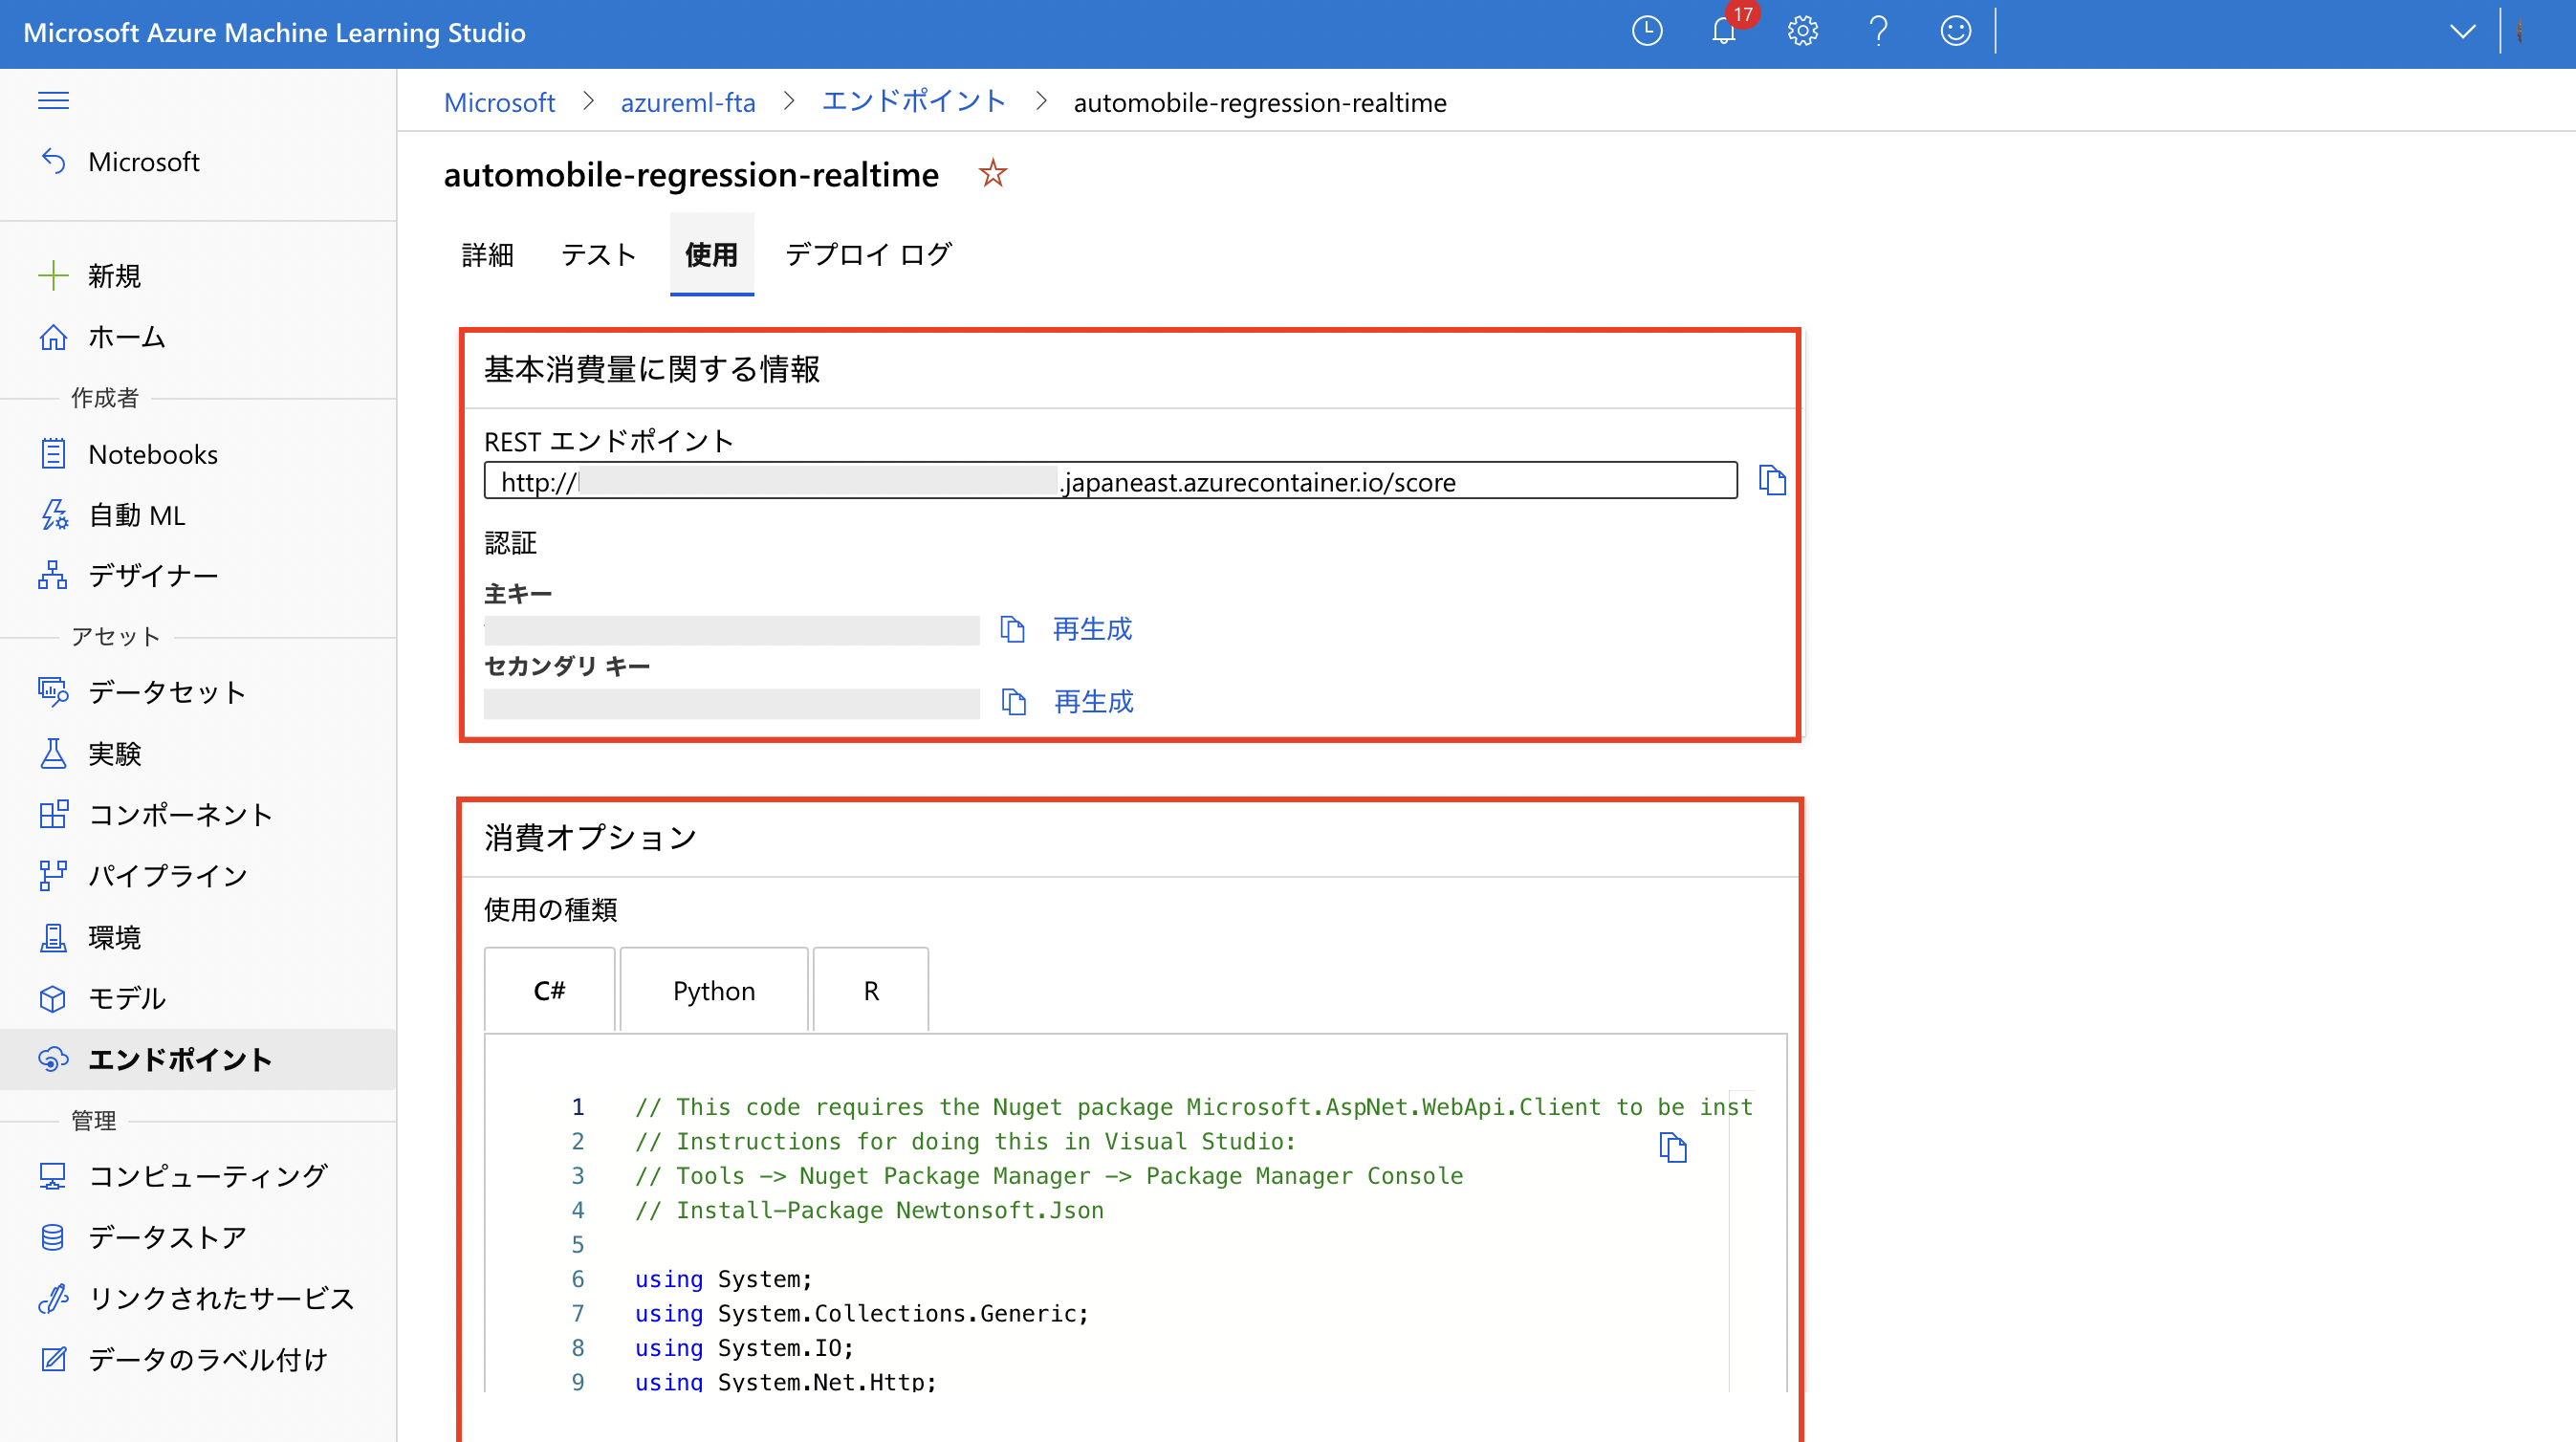 Microsoft Azure Machine Learning Studio
17
Microsoft > azureml-fta > エンドポイント > automobile-regression-realtime
Microsoft
新規
ホーム
作成者
Notebooks
自動 ML
デザイナー
アセット
データセット
実験
コンポーネント
パイプライン
環境
モデル
エンドポイント
管理
コンピューティング
データストア
リンクされたサービス
データのラベル付け
automobile-regression-realtime
詳細 テスト 使用 デプロイ ログ
基本消費量に関する情報
REST エンドポイント
http:// .japaneast.azurecontainer.io/score
認証
主キー
再生成
セカンダリ キー
再生成
消費オプション
使用の種類
C# Python R
1 // This code requires the Nuget package Microsoft.AspNet.WebApi.Client to be inst
2 // Instructions for doing this in Visual Studio:
3 // Tools -> Nuget Package Manager -> Package Manager Console
4 // Install-Package Newtonsoft.Json
5
6 using System;
7 using System.Collections.Generic;
8 using System.IO;
9 using System.Net.Http;